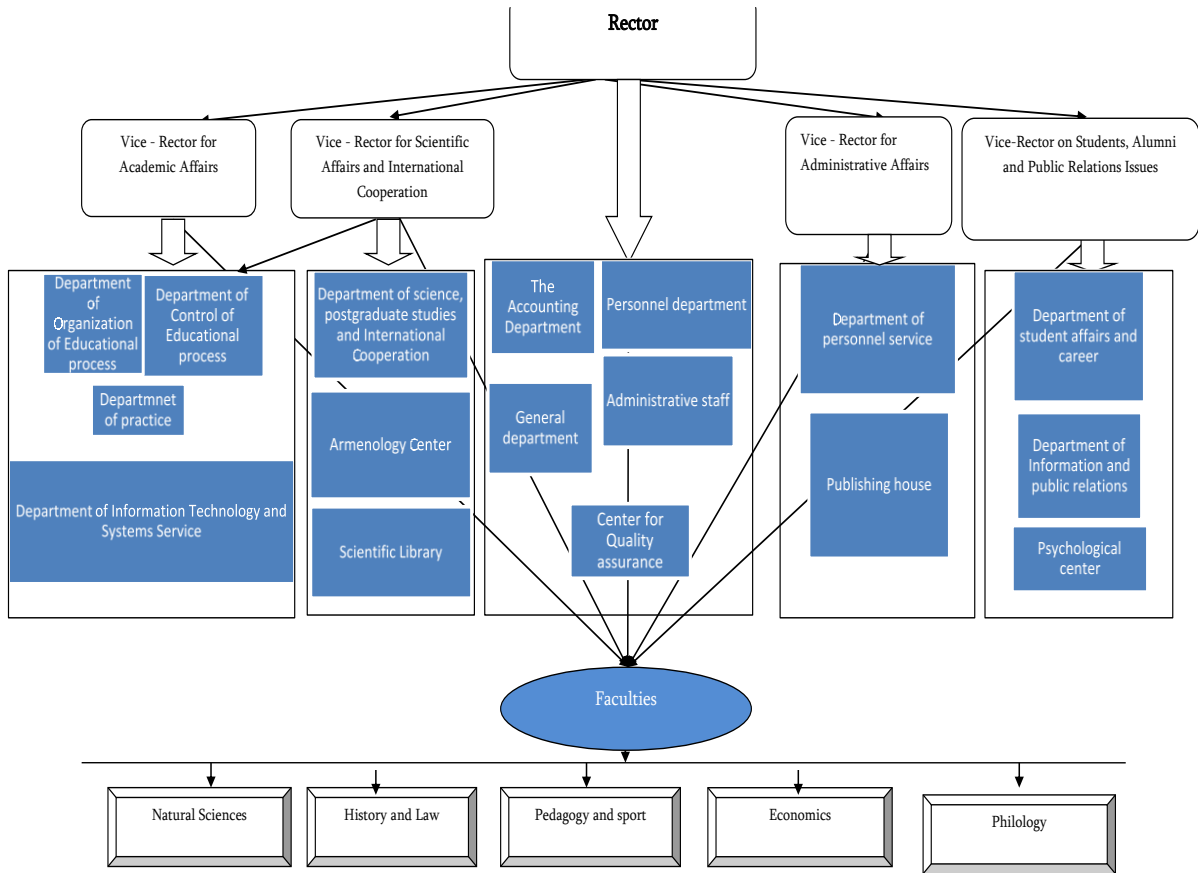 Rector
Vice - Rector for
Academic Affairs
Vice - Rector for Scientific
Affairs and International
Cooperation
Vice - Rector for
Administrative Affairs
Vice-Rector on Students, Alumni
and Public Relations Issues
Department
of
Organization
of Educational
process
Department of
Control of
Educational
process
Departmnet
of practice
Department of Information Technology and
Systems Service
Department of science,
postgraduate studies
and International
Cooperation
Armenology Center
Scientific Library
The
Accounting
Department
Personnel department
General
department
Administrative staff
Center for
Quality
assurance
Department of
personnel service
Publishing house
Department of
student affairs and
career
Department of
Information and
public relations
Psychological
center
Faculties
Natural Sciences
History and Law
Pedagogy and sport
Economics
Philology